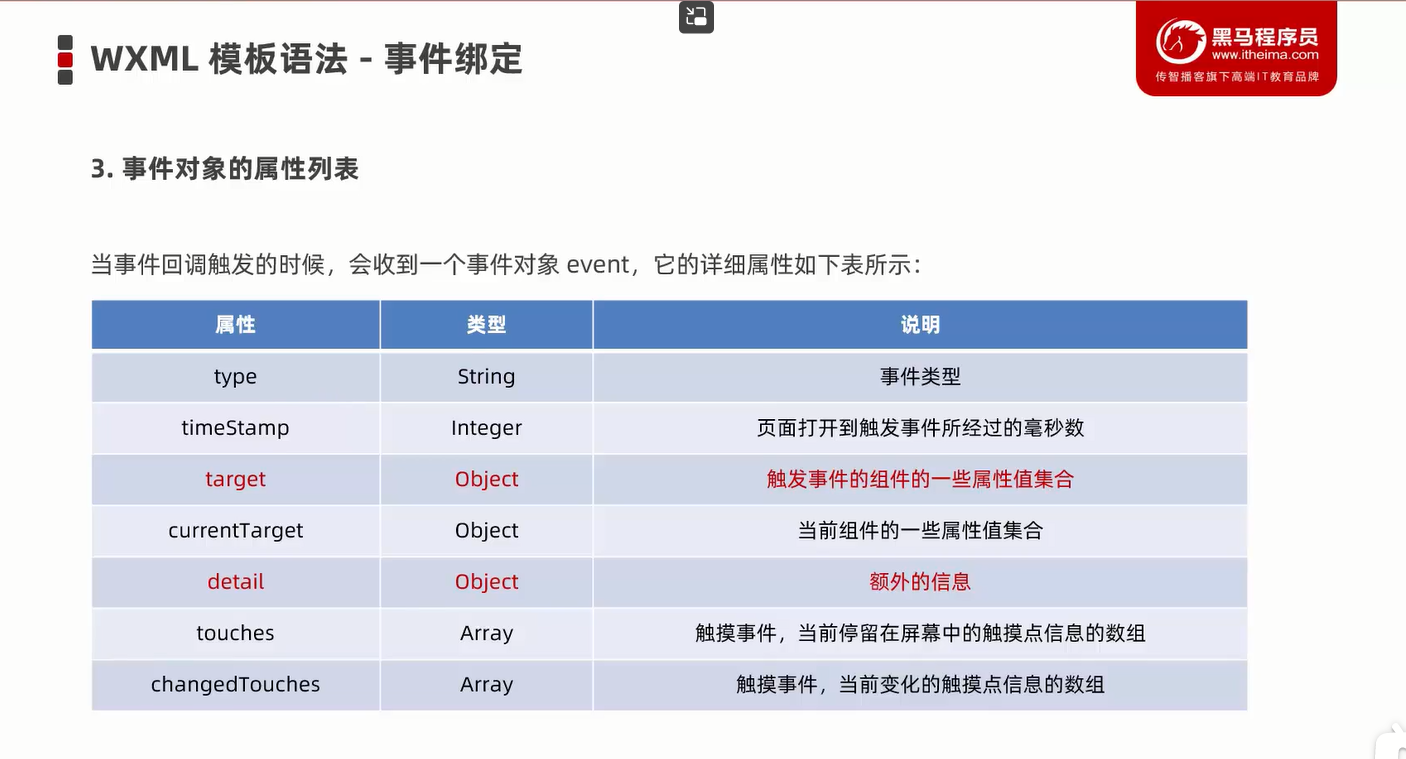 WXML 模板语法 - 事件绑定
黑马程序员
www.itheima.com
传智播客旗下高端IT教育品牌
3. 事件对象的属性列表
当事件回调触发的时候，会收到一个事件对象 event，它的详细属性如下表所示：
属性 类型 说明
type String 事件类型
timeStamp Integer 页面打开到触发事件所经过的毫秒数
target Object 触发事件的组件的一些属性值集合
currentTarget Object 当前组件的一些属性值集合
detail Object 额外的信息
touches Array 触摸事件，当前停留在屏幕中的触摸点信息的数组
changedTouches Array 触摸事件，当前变化的触摸点信息的数组